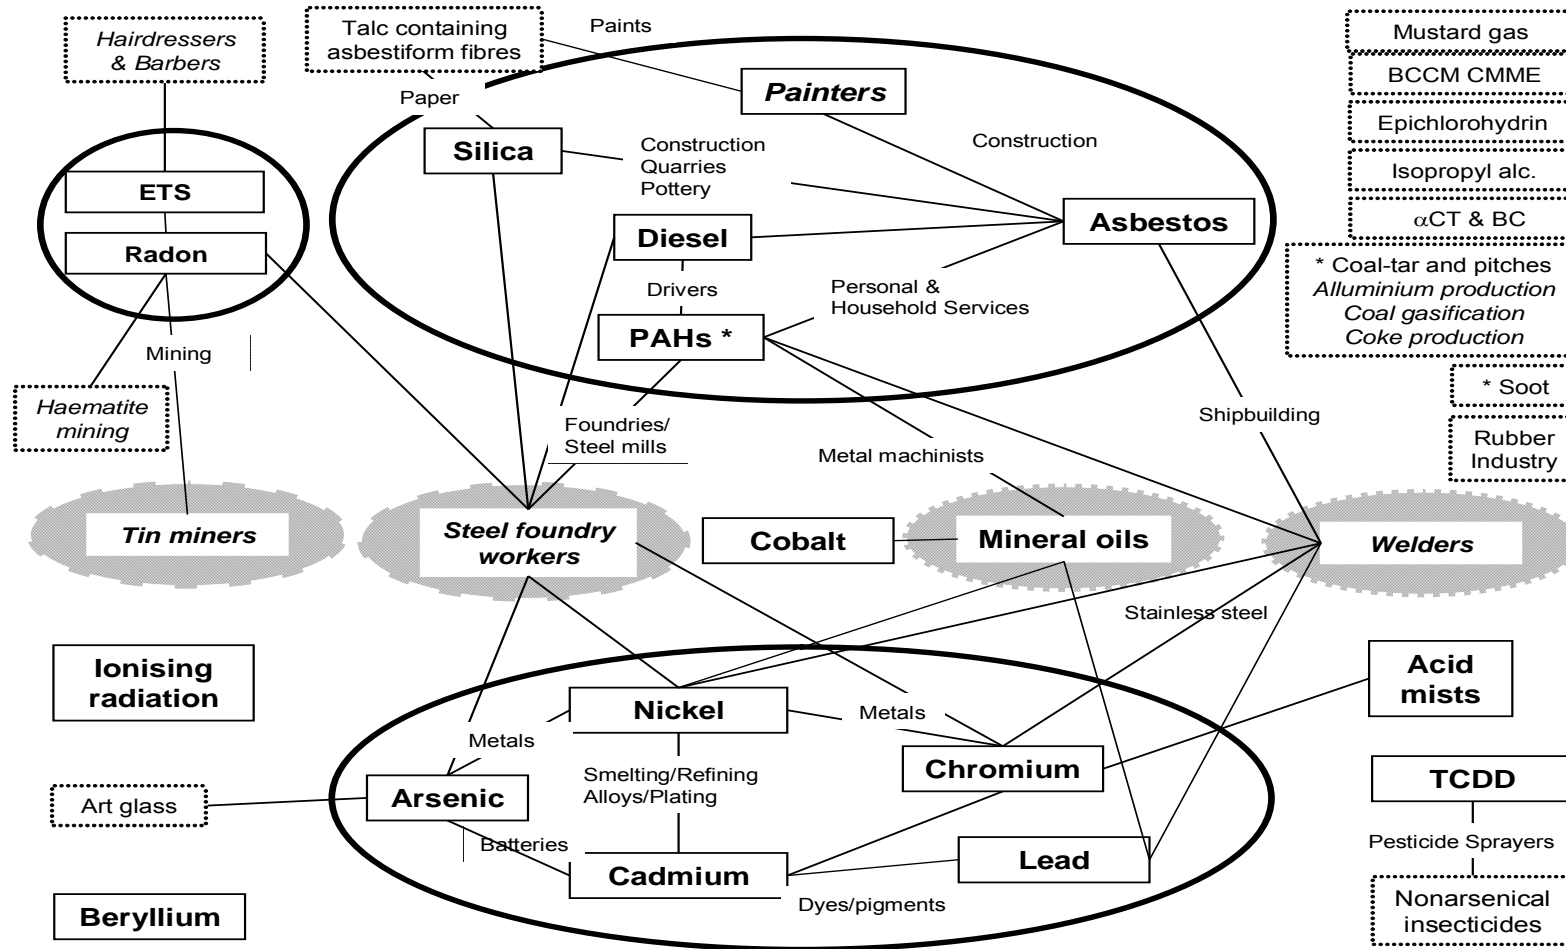 Hairdressers
& Barbers
Talc containing
asbestiform fibres
Paints
Mustard gas
BCCM CMME
Epichlorohydrin
Isopropyl alc.
αCT & BC
* Coal-tar and pitches
Alluminium production
Coal gasification
Coke production
* Soot
Rubber
Industry
Paper
Painters
Silica
Construction
Quarries
Pottery
Construction
ETS
Radon
Diesel
Asbestos
Drivers
Personal &
Household Services
PAHs *
Mining
Haematite
mining
Foundries/
Steel mills
Metal machinists
Shipbuilding
Tin miners
Steel foundry
workers
Cobalt
Mineral oils
Welders
Stainless steel
Ionising
radiation
Acid
mists
Nickel
Metals
Metals
Chromium
Smelting/Refining
Alloys/Plating
Arsenic
Art glass
TCDD
Batteries
Cadmium
Lead
Pesticide Sprayers
Dyes/pigments
Beryllium
Nonarsenical
insecticides